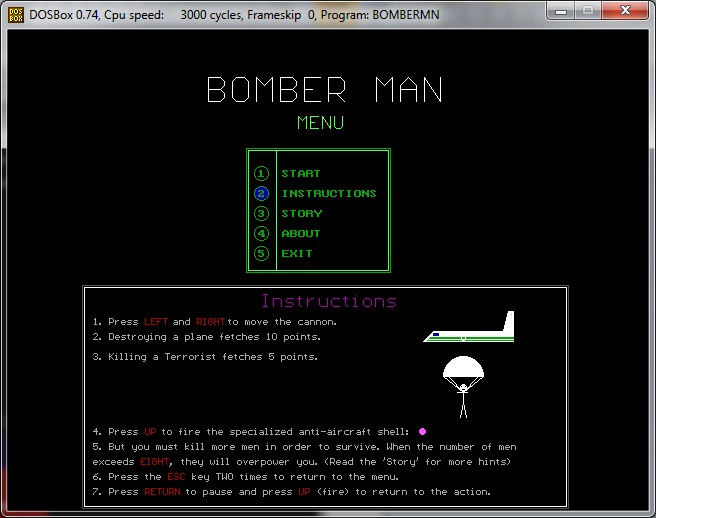 DOSBox 0.74, Cpu speed: 3000 cycles, Frameskip 0, Program: BOMBERMN
BOMBER MAN
MENU
1 START
2 INSTRUCTIONS
3 STORY
4 ABOUT
5 EXIT
Instructions
1. Press LEFT and RIGHT to move the cannon.
2. Destroying a plane fetches 10 points.
3. Killing a Terrorist fetches 5 points.
4. Press UP to fire the specialized anti-aircraft shell:
5. But you must kill more men in order to survive. When the number of men
exceeds EIGHT, they will overpower you. (Read the 'Story' for more hints)
6. Press the ESC key TWO times to return to the menu.
7. Press RETURN to pause and press UP (fire) to return to the action.